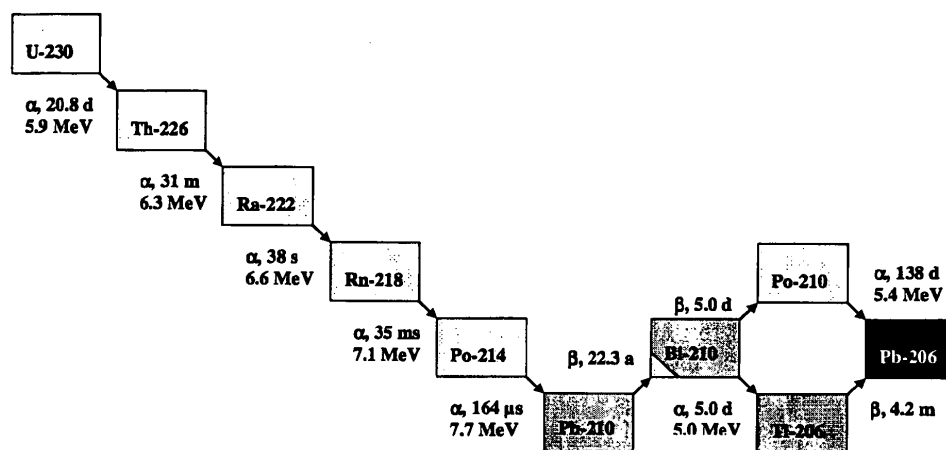 U-230
α, 20.8 d
5.9 MeV
Th-226
α, 31 m
6.3 MeV
Ra-222
α, 38 s
6.6 MeV
Rn-218
α, 35 ms
7.1 MeV
Po-214
α, 164 μs
7.7 MeV
Pb-210
β, 22.3 a
Bi-210
β, 5.0 d
Po-210
α, 138 d
5.4 MeV
Pb-206
α, 5.0 d
5.0 MeV
Tl-206
β, 4.2 m